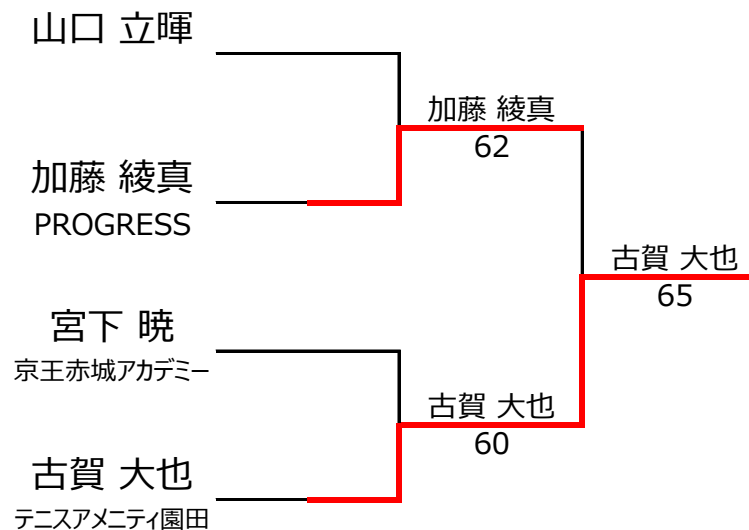 山口 立暉
加藤 綾真
62
加藤 綾真
PROGRESS
古賀 大也
65
宮下 暁
京王赤城アカデミー
古賀 大也
60
古賀 大也
テニスアメニティ園田